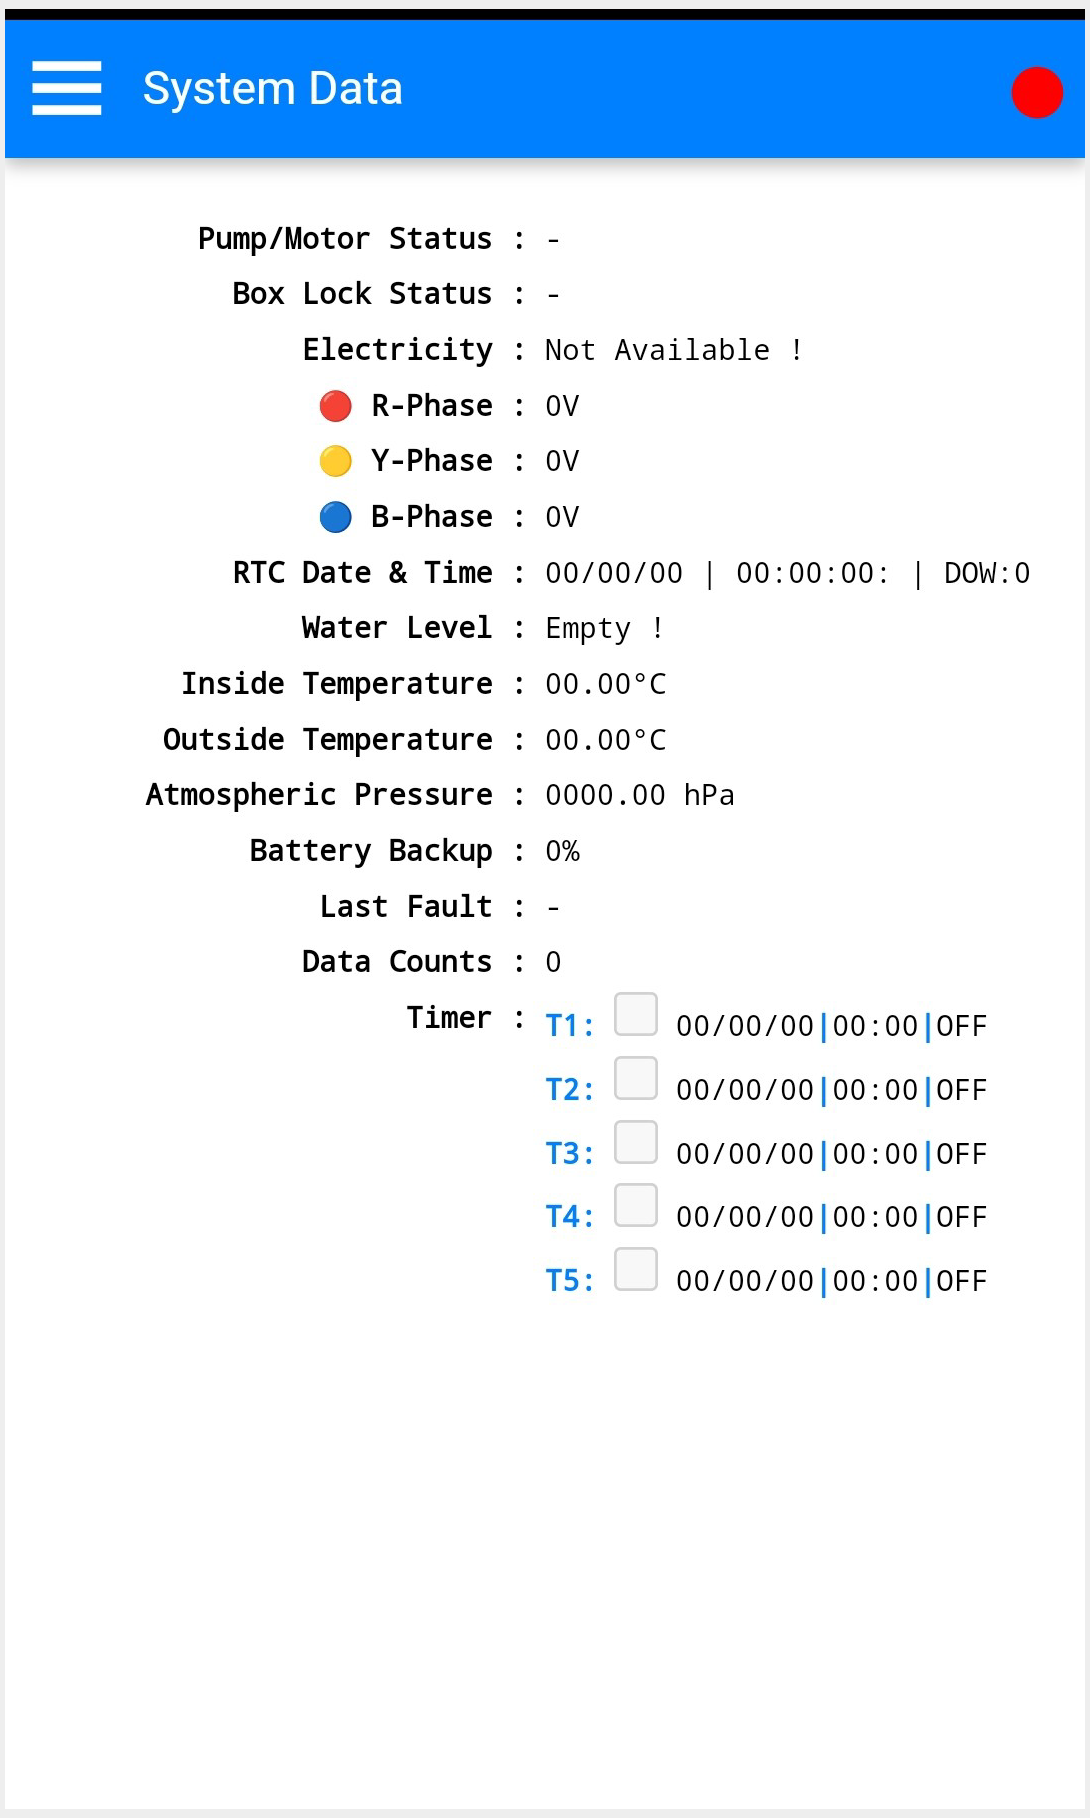 System Data
Pump/Motor Status : -
Box Lock Status : -
Electricity : Not Available !
R-Phase : 0V
Y-Phase : 0V
B-Phase : 0V
RTC Date & Time : 00/00/00 | 00:00:00: | DOW:0
Water Level : Empty !
Inside Temperature : 00.00°C
Outside Temperature : 00.00°C
Atmospheric Pressure : 0000.00 hPa
Battery Backup : 0%
Last Fault : -
Data Counts : 0
Timer : T1: 00/00/00|00:00|OFF
T2: 00/00/00|00:00|OFF
T3: 00/00/00|00:00|OFF
T4: 00/00/00|00:00|OFF
T5: 00/00/00|00:00|OFF